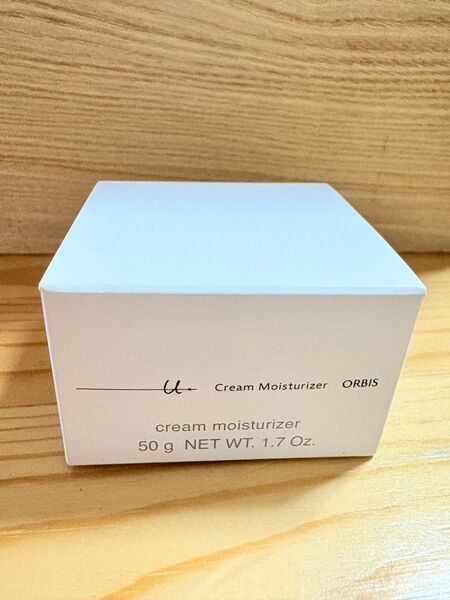 u. Cream Moisturizer ORBIS
cream moisturizer
50 g NET WT. 1.7 Oz.